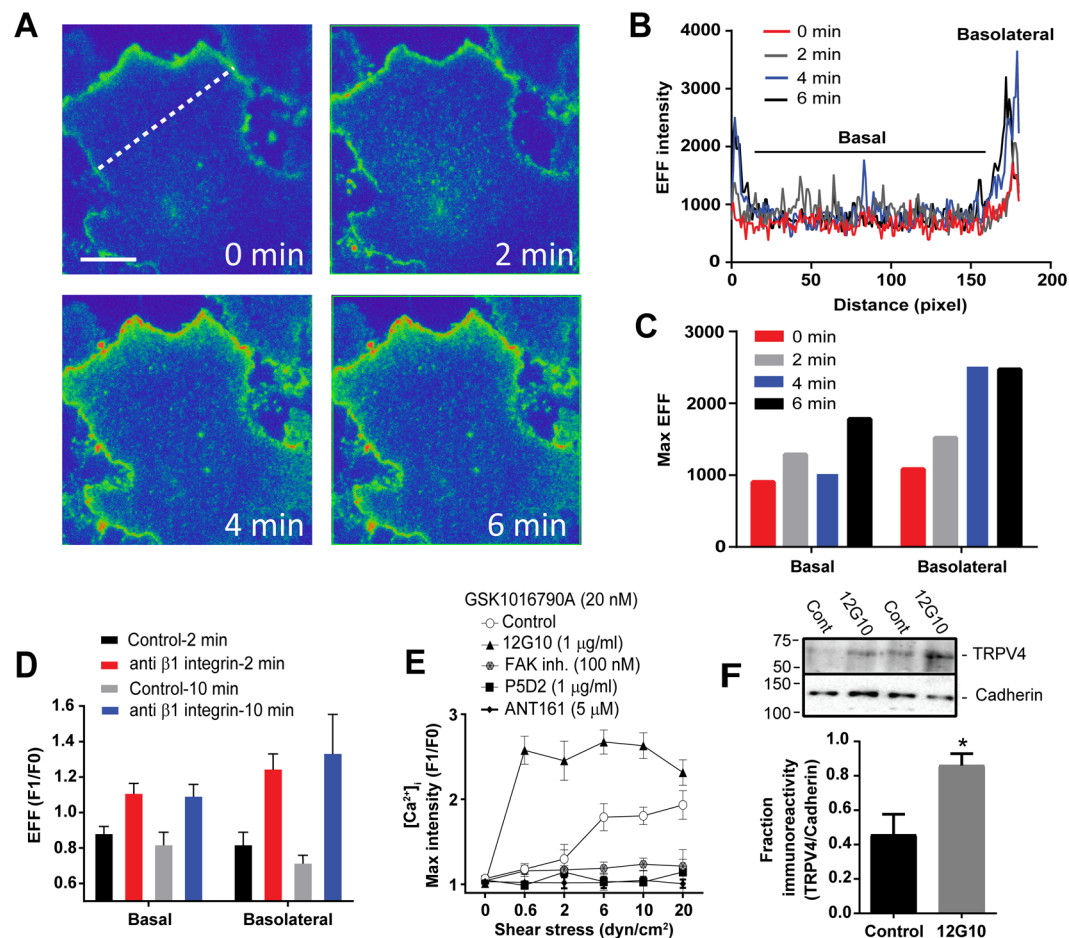 A
0 min
2 min
4 min
6 min
B
4000
3000
2000
1000
0
EFF intensity
0 min
2 min
4 min
6 min
Basal
Basolateral
0
50
100
150
200
Distance (pixel)
C
3000
2000
1000
0
Max EFF
0 min
2 min
4 min
6 min
Basal
Basolateral
D
Control-2 min
anti β1 integrin-2 min
Control-10 min
anti β1 integrin-10 min
1.6
1.4
1.2
1.0
0.8
0.6
EFF (F1/F0)
Basal
Basolateral
E
GSK1016790A (20 nM)
Control
12G10 (1 μg/ml)
FAK inh. (100 nM)
P5D2 (1 μg/ml)
ANT161 (5 μM)
3
2
1
[Ca²⁺]i
Max intensity (F1/F0)
0 0.6 2 6 10 20
Shear stress (dyn/cm²)
F
Cont 12G10 Cont 12G10
75
50
TRPV4
150
100
Cadherin
1.0
0.8
0.6
0.4
0.2
0.0
Fraction
immunoreactivity
(TRPV4/Cadherin)
*
Control 12G10